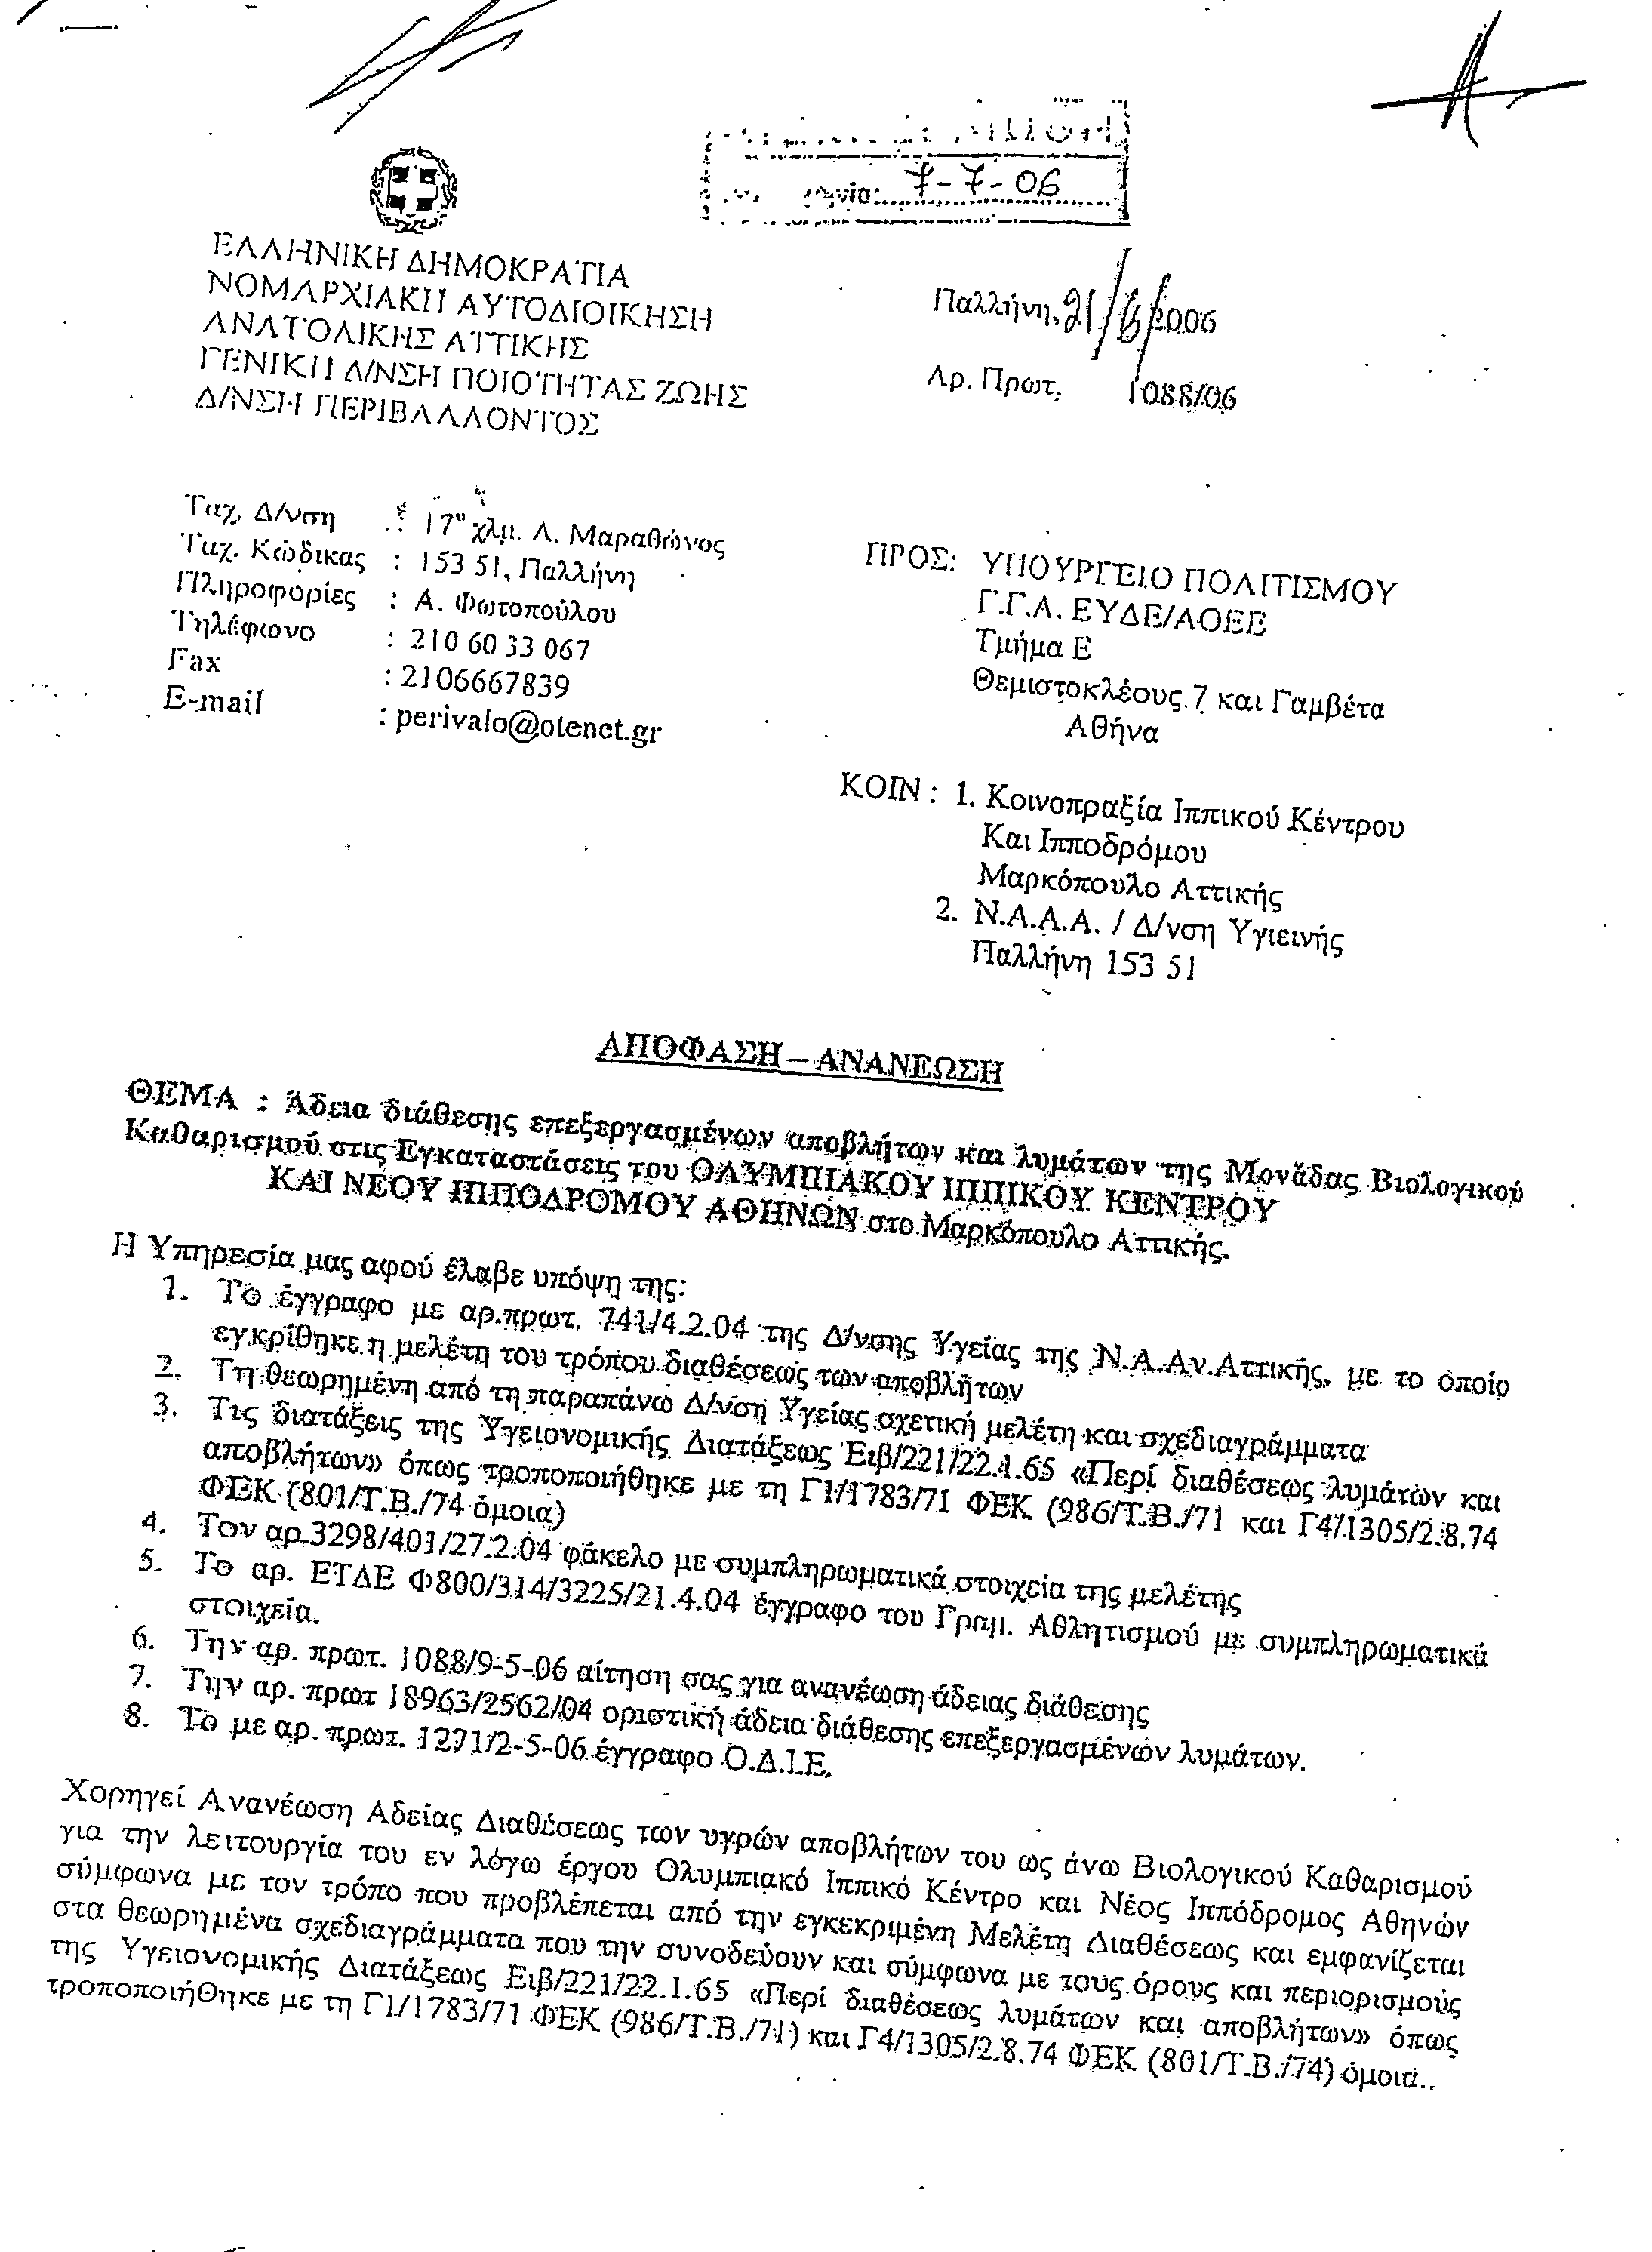 7-7-06
ΕΛΛΗΝΙΚΗ ΔΗΜΟΚΡΑΤΙΑ
ΝΟΜΑΡΧΙΑΚΗ ΑΥΤΟΔΙΟΙΚΗΣΗ
ΑΝΑΤΟΛΙΚΗΣ ΑΤΤΙΚΗΣ
ΓΕΝΙΚΗ Δ/ΝΣΗ ΠΟΙΟΤΗΤΑΣ ΖΩΗΣ
Δ/ΝΣΗ ΠΕΡΙΒΑΛΛΟΝΤΟΣ
Παλλήνη, 21/6/2006
Αρ. Πρωτ. 1088/06
Ταχ. Δ/νση : 17º χλμ. Λ. Μαραθώνος
Ταχ. Κώδικας : 153 51, Παλλήνη
Πληροφορίες : Α. Φωτοπούλου
Τηλέφωνο : 210 60 33 067
Fax : 2106667839
E-mail : perivalo@otenet.gr
ΠΡΟΣ: ΥΠΟΥΡΓΕΙΟ ΠΟΛΙΤΙΣΜΟΥ
Γ.Γ.Α. ΕΥΔΕ/ΑΟΕΕ
Τμήμα Ε
Θεμιστοκλέους 7 και Γαμβέτα
Αθήνα
ΚΟΙΝ : 1. Κοινοπραξία Ιππικού Κέντρου
Και Ιπποδρόμου
Μαρκόπουλο Αττικής
2. Ν.Α.Α.Α. / Δ/νση Υγιεινής
Παλλήνη 153 51
ΑΠΟΦΑΣΗ – ΑΝΑΝΕΩΣΗ
ΘΕΜΑ : Άδεια διάθεσης επεξεργασμένων αποβλήτων και λυμάτων της Μονάδας Βιολογικού
Καθαρισμού στις Εγκαταστάσεις του ΟΛΥΜΠΙΑΚΟΥ ΙΠΠΙΚΟΥ ΚΕΝΤΡΟΥ
ΚΑΙ ΝΕΟΥ ΙΠΠΟΔΡΟΜΟΥ ΑΘΗΝΩΝ στο Μαρκόπουλο Αττικής.
Η Υπηρεσία μας αφού έλαβε υπόψη της:
1. Το έγγραφο με αρ.πρωτ. 741/4.2.04 της Δ/νσης Υγείας της Ν.Α.Αν.Αττικής, με το οποίο
εγκρίθηκε η μελέτη του τρόπου διαθέσεως των αποβλήτων
2. Τη θεωρημένη από τη παραπάνω Δ/νση Υγείας σχετική μελέτη και σχεδιαγράμματα
3. Τις διατάξεις της Υγειονομικής Διατάξεως Ειβ/221/22.1.65 «Περί διαθέσεως λυμάτων και
αποβλήτων» όπως τροποποιήθηκε με τη Γ1/1783/71 ΦΕΚ (986/Τ.Β./71 και Γ4/1305/2.8.74
ΦΕΚ (801/Τ.Β./74 όμοια)
4. Τον αρ.3298/401/27.2.04 φάκελο με συμπληρωματικά στοιχεία της μελέτης
5. Το αρ. ΕΤΔΕ Φ800/314/3225/21.4.04 έγγραφο του Γραμ. Αθλητισμού με συμπληρωματικά
στοιχεία.
6. Την αρ. πρωτ. 1088/9-5-06 αίτηση σας για ανανέωση άδειας διάθεσης
7. Την αρ. πρωτ 18963/2562/04 οριστική άδεια διάθεσης επεξεργασμένων λυμάτων.
8. Το με αρ. πρωτ. 1271/2-5-06 έγγραφο Ο.Δ.Ι.Ε.
Χορηγεί Ανανέωση Αδείας Διαθέσεως των υγρών αποβλήτων του ως άνω Βιολογικού Καθαρισμού
για την λειτουργία του εν λόγω έργου Ολυμπιακό Ιππικό Κέντρο και Νέος Ιππόδρομος Αθηνών
σύμφωνα με τον τρόπο που προβλέπεται από την εγκεκριμένη Μελέτη Διαθέσεως και εμφανίζεται
στα θεωρημένα σχεδιαγράμματα που την συνοδεύουν και σύμφωνα με τους όρους και περιορισμούς
της Υγειονομικής Διατάξεως Ειβ/221/22.1.65 «Περί διαθέσεως λυμάτων και αποβλήτων» όπως
τροποποιήθηκε με τη Γ1/1783/71 ΦΕΚ (986/Τ.Β./71) και Γ4/1305/2.8.74 ΦΕΚ (801/Τ.Β./74) όμοια..